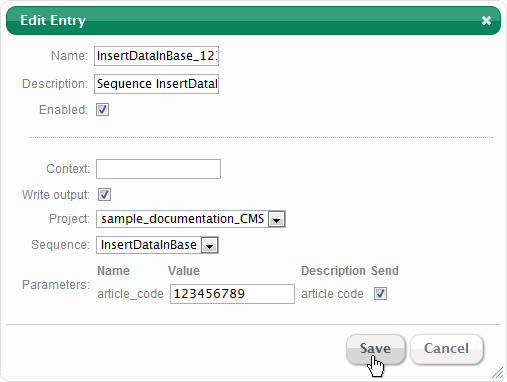 Edit Entry
Name: InsertDataInBase_12
Description: Sequence InsertData
Enabled:
Context:
Write output:
Project: sample_documentation_CMS
Sequence: InsertDataInBase
Name Value Description Send
Parameters: article_code 123456789 article code
Save Cancel